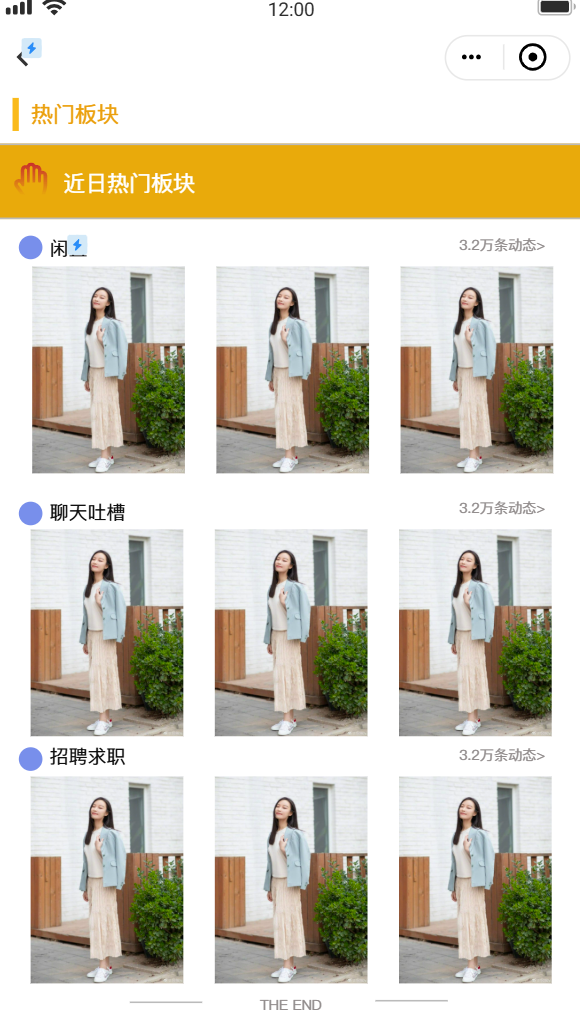 12:00
热门板块
近日热门板块
闲
3.2万条动态>
聊天吐槽
3.2万条动态>
招聘求职
3.2万条动态>
THE END